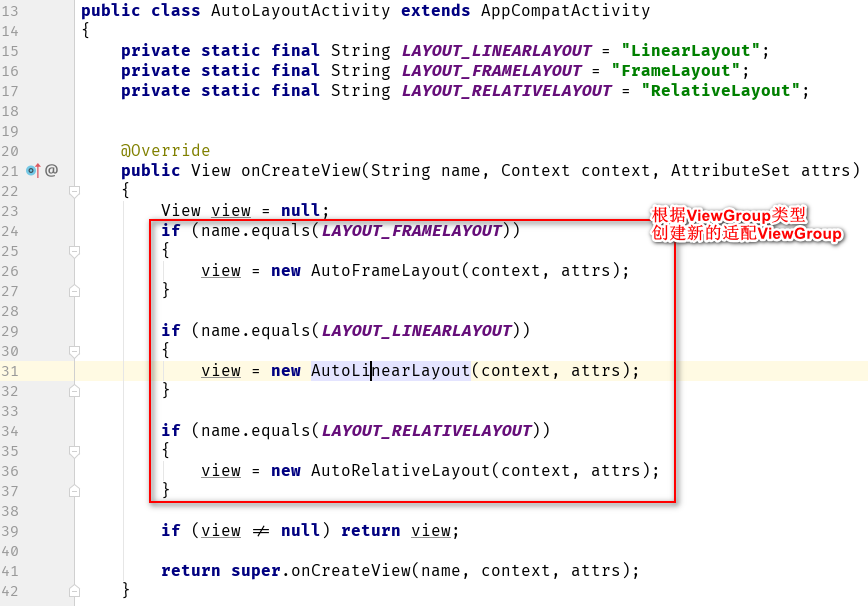 13 public class AutoLayoutActivity extends AppCompatActivity
14 {
15 private static final String LAYOUT_LINEARLAYOUT = "LinearLayout";
16 private static final String LAYOUT_FRAMELAYOUT = "FrameLayout";
17 private static final String LAYOUT_RELATIVELAYOUT = "RelativeLayout";
18
19
20 @Override
21 @ public View onCreateView(String name, Context context, AttributeSet attrs)
22 {
23 View view = null;
根据ViewGroup类型
创建新的适配ViewGroup
24 if (name.equals(LAYOUT_FRAMELAYOUT))
25 {
26 view = new AutoFrameLayout(context, attrs);
27 }
28
29 if (name.equals(LAYOUT_LINEARLAYOUT))
30 {
31 view = new AutoLinearLayout(context, attrs);
32 }
33
34 if (name.equals(LAYOUT_RELATIVELAYOUT))
35 {
36 view = new AutoRelativeLayout(context, attrs);
37 }
38
39 if (view ≠ null) return view;
40
41 return super.onCreateView(name, context, attrs);
42 }